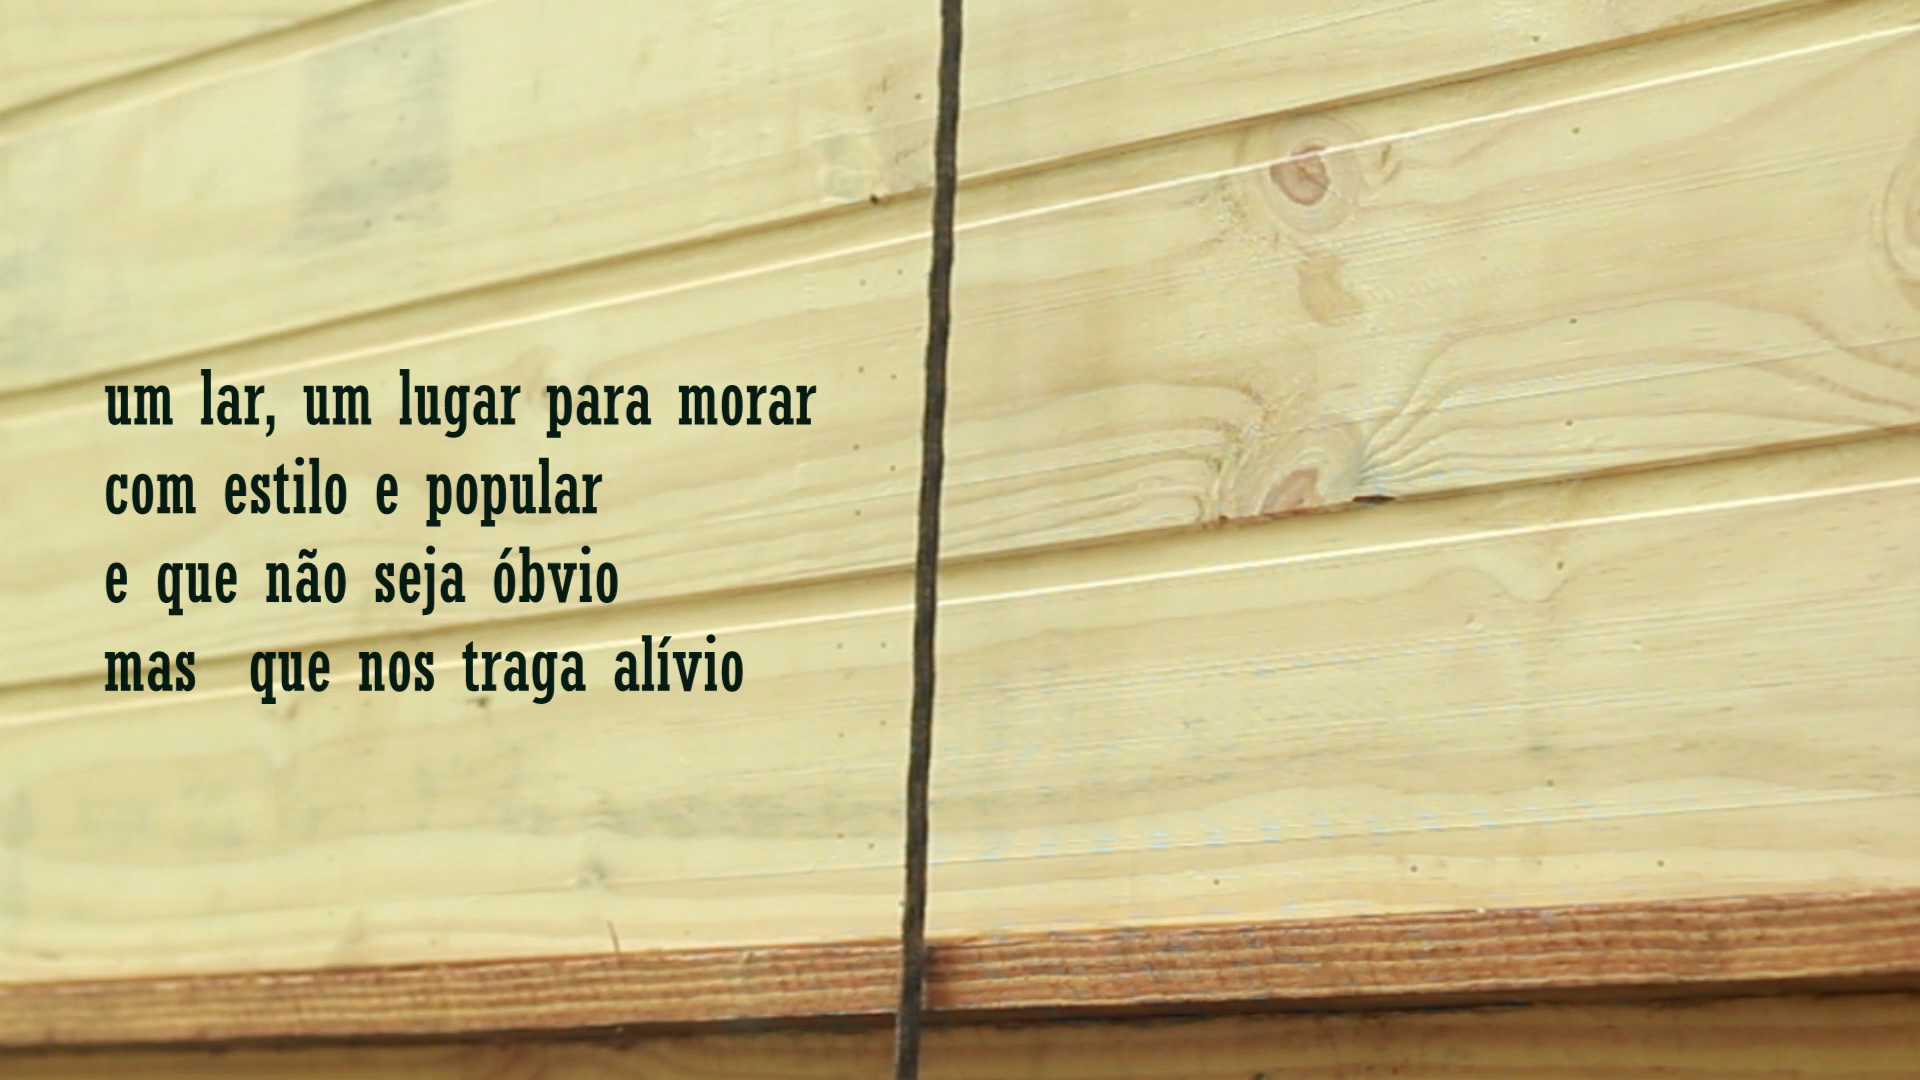 um lar, um lugar para morar
com estilo e popular
e que não seja óbvio
mas que nos traga alívio